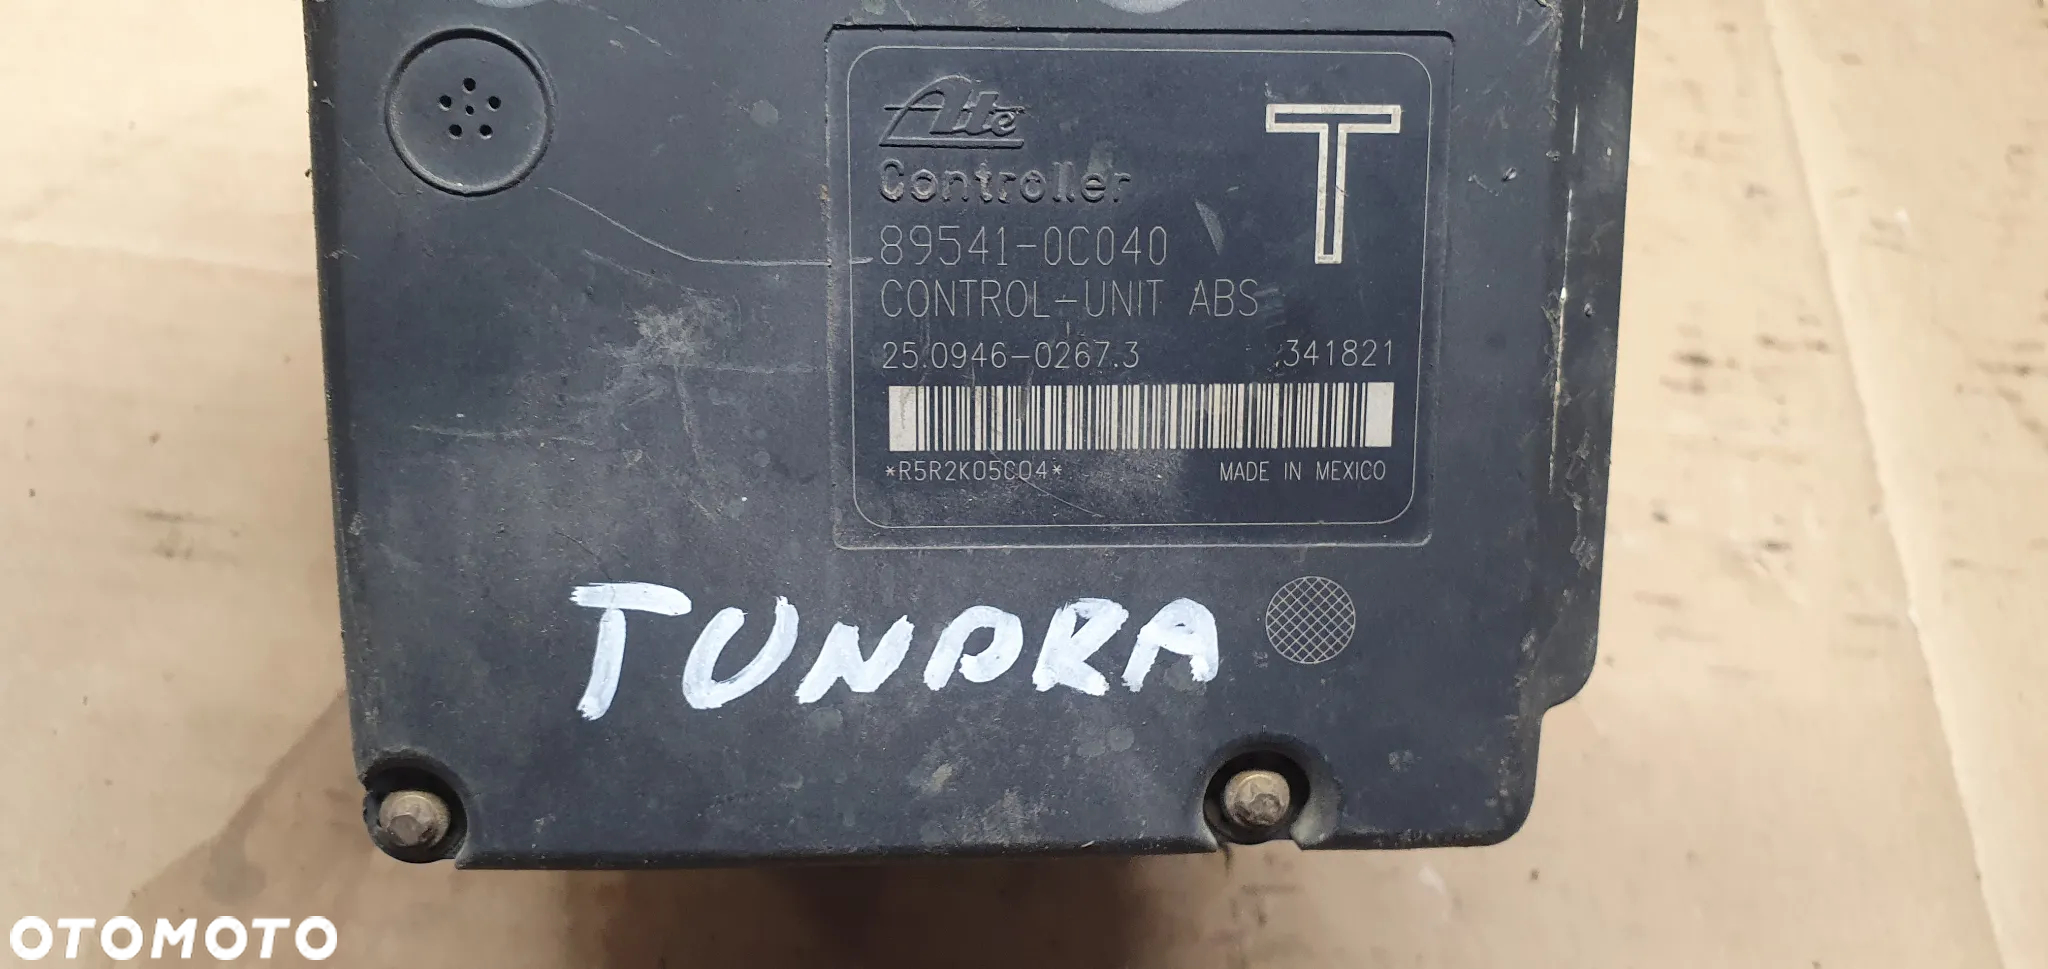 Ate
T
Controller
89541-0C040
CONTROL-UNIT ABS
25.0946-0267.3 341821
*R5R2K05C04* MADE IN MEXICO
TUNDRA
OTOMOTO